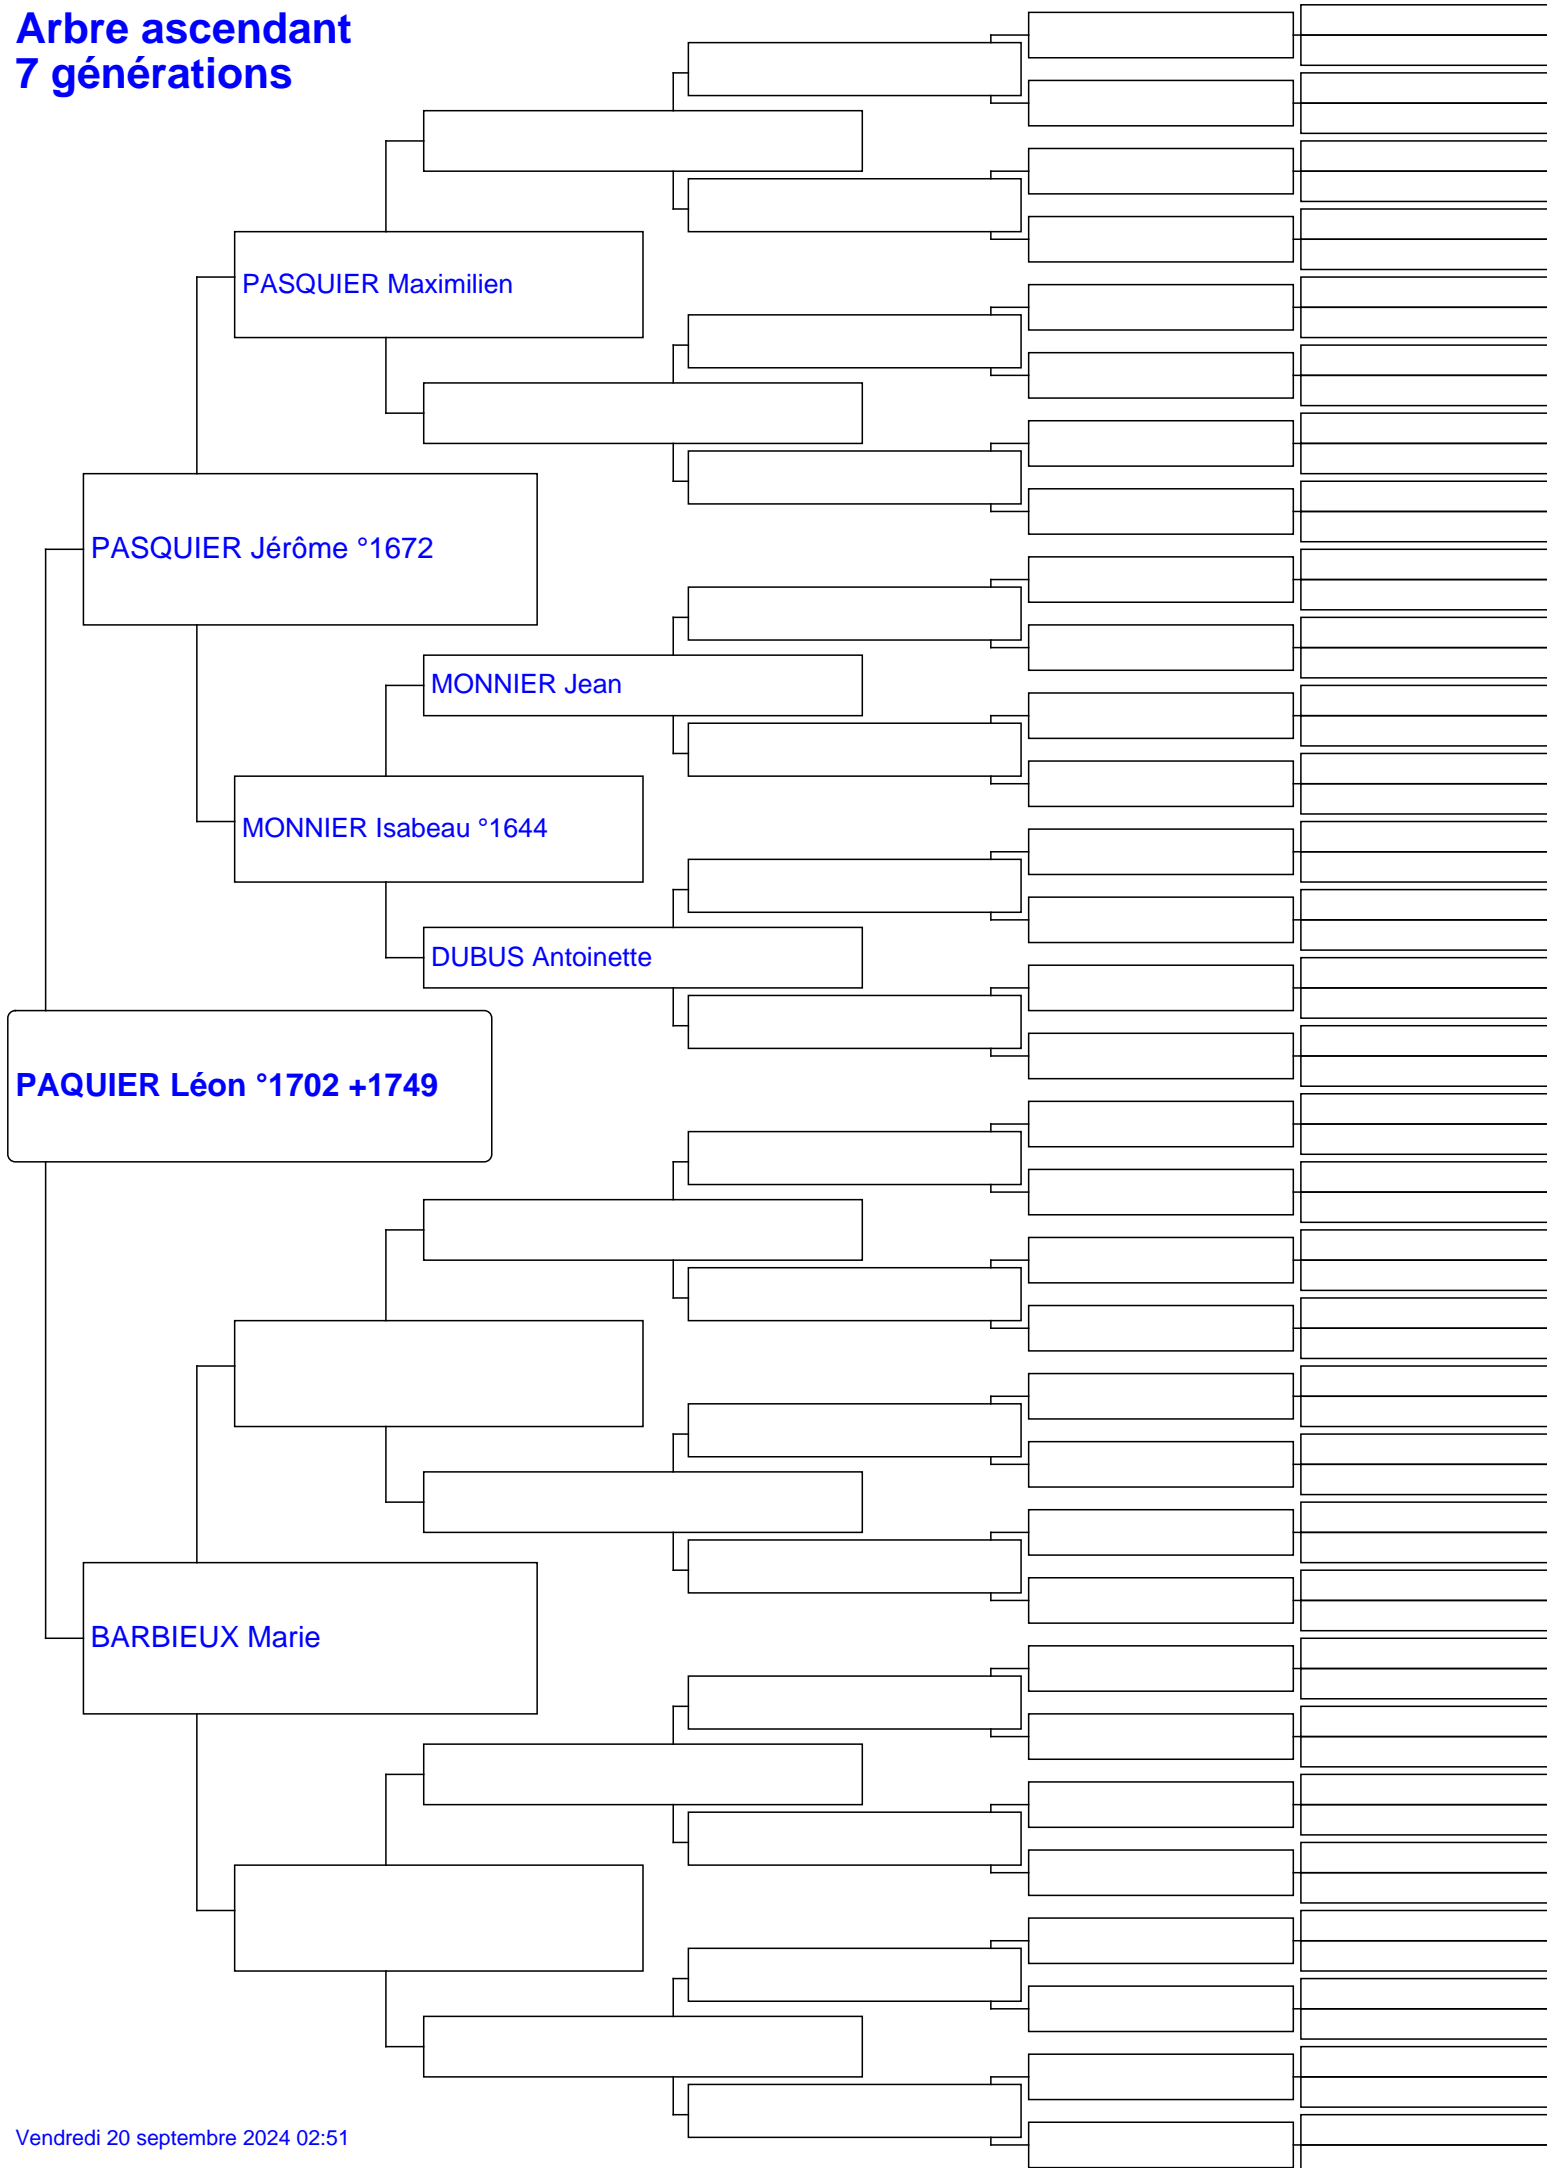 Arbre ascendant
7 générations
PASQUIER Maximilien
PASQUIER Jérôme °1672
MONNIER Jean
MONNIER Isabeau °1644
DUBUS Antoinette
PAQUIER Léon °1702 +1749
BARBIEUX Marie
Vendredi 20 septembre 2024 02:51